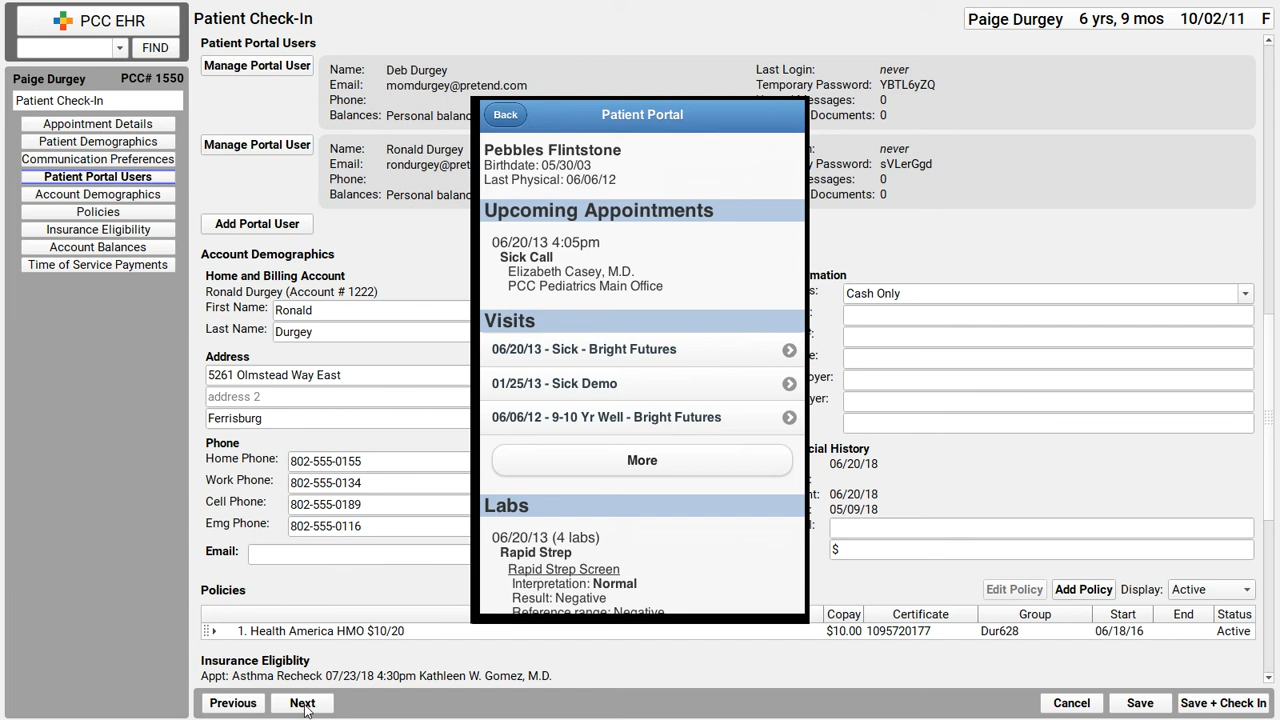 PCC EHR
FIND
Paige Durgey PCC# 1550
Patient Check-In
Appointment Details
Patient Demographics
Communication Preferences
Patient Portal Users
Account Demographics
Policies
Insurance Eligibility
Account Balances
Time of Service Payments
Patient Check-In
Paige Durgey 6 yrs, 9 mos 10/02/11 F
Patient Portal Users
Manage Portal User
Name: Deb Durgey
Email: momdurgey@pretend.com
Phone:
Balances: Personal balanc
Last Login: never
Temporary Password: YBTL6yZQ
Messages: 0
Documents: 0
Manage Portal User
Name: Ronald Durgey
Email: rondurgey@pret
Phone:
Balances: Personal balanc
n: never
y Password: sVLerGgd
Messages: 0
Documents: 0
Add Portal User
Account Demographics
Home and Billing Account
Ronald Durgey (Account # 1222)
First Name: Ronald
Last Name: Durgey
Address
5261 Olmstead Way East
address 2
Ferrisburg
Phone
Home Phone: 802-555-0155
Work Phone: 802-555-0134
Cell Phone: 802-555-0189
Emg Phone: 802-555-0116
Email:
rmation
s: Cash Only
:
:
e:
oyer:
yer:
cial History
06/20/18
nt: 06/20/18
t: 05/09/18
l:
$
Back Patient Portal
Pebbles Flintstone
Birthdate: 05/30/03
Last Physical: 06/06/12
Upcoming Appointments
06/20/13 4:05pm
Sick Call
Elizabeth Casey, M.D.
PCC Pediatrics Main Office
Visits
06/20/13 - Sick - Bright Futures
01/25/13 - Sick Demo
06/06/12 - 9-10 Yr Well - Bright Futures
More
Labs
06/20/13 (4 labs)
Rapid Strep
Rapid Strep Screen
Interpretation: Normal
Result: Negative
Reference range: Negative
Policies
Edit Policy Add Policy Display: Active
Copay Certificate Group Start End Status
1. Health America HMO $10/20 $10.00 1095720177 Dur628 06/18/16 Active
Insurance Eligiblity
Appt: Asthma Recheck 07/23/18 4:30pm Kathleen W. Gomez, M.D.
Previous Next Cancel Save Save + Check In